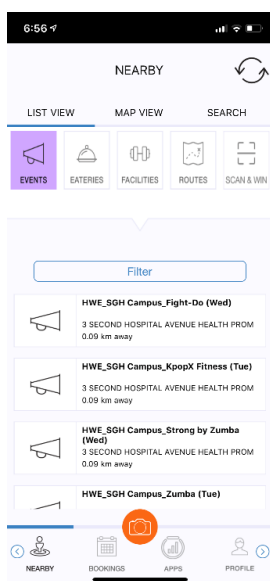 6:56
NEARBY
LIST VIEW MAP VIEW SEARCH
EVENTS EATERIES FACILITIES ROUTES SCAN & WIN
Filter
HWE_SGH Campus_Fight-Do (Wed)
3 SECOND HOSPITAL AVENUE HEALTH PROM
0.09 km away
HWE_SGH Campus_KpopX Fitness (Tue)
3 SECOND HOSPITAL AVENUE HEALTH PROM
0.09 km away
HWE_SGH Campus_Strong by Zumba
(Wed)
3 SECOND HOSPITAL AVENUE HEALTH PROM
0.09 km away
HWE_SGH Campus_Zumba (Tue)
NEARBY BOOKINGS APPS PROFILE